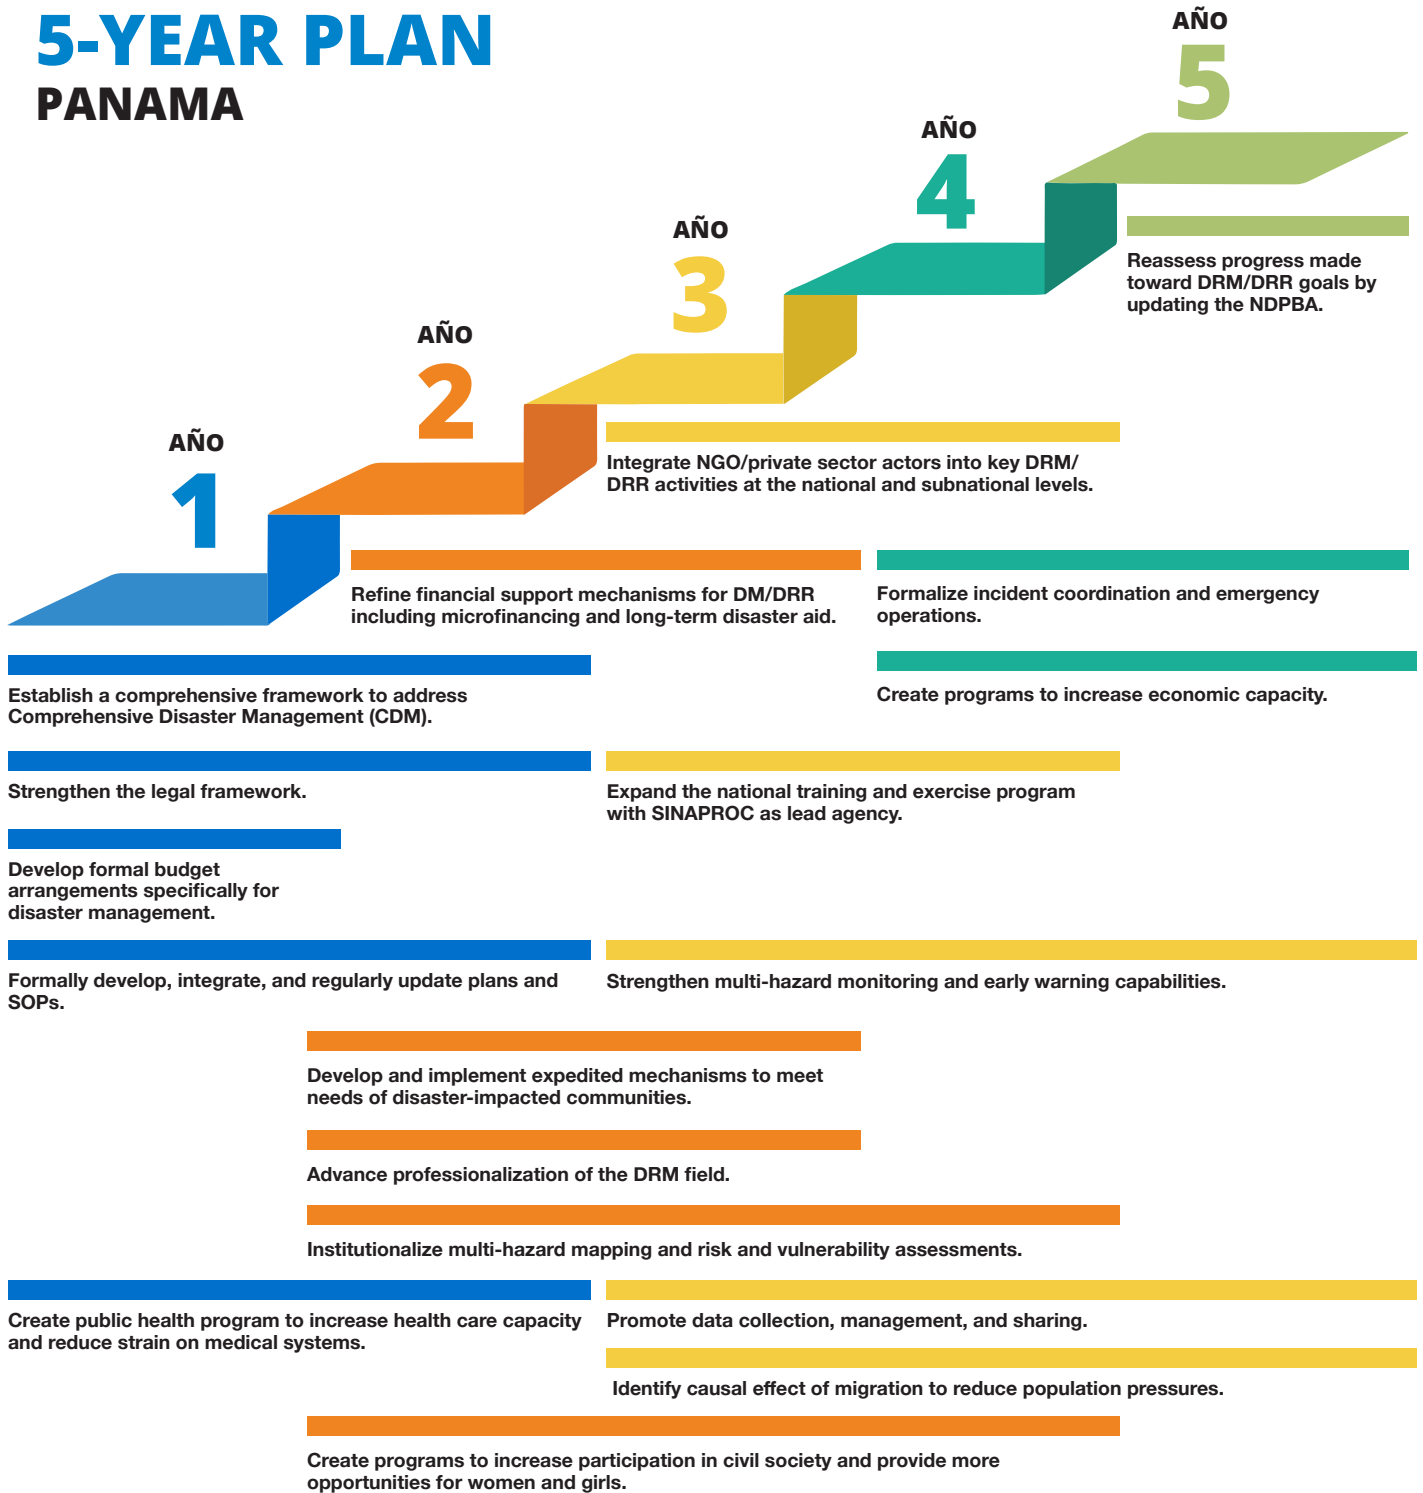 5-YEAR PLAN
PANAMA
AÑO
5
AÑO
4
AÑO
3
AÑO
2
AÑO
1
Reassess progress made
toward DRM/DRR goals by
updating the NDPBA.
Integrate NGO/private sector actors into key DRM/
DRR activities at the national and subnational levels.
Refine financial support mechanisms for DM/DRR
including microfinancing and long-term disaster aid.
Formalize incident coordination and emergency
operations.
Establish a comprehensive framework to address
Comprehensive Disaster Management (CDM).
Create programs to increase economic capacity.
Strengthen the legal framework.
Expand the national training and exercise program
with SINAPROC as lead agency.
Develop formal budget
arrangements specifically for
disaster management.
Formally develop, integrate, and regularly update plans and
SOPs.
Strengthen multi-hazard monitoring and early warning capabilities.
Develop and implement expedited mechanisms to meet
needs of disaster-impacted communities.
Advance professionalization of the DRM field.
Institutionalize multi-hazard mapping and risk and vulnerability assessments.
Create public health program to increase health care capacity
and reduce strain on medical systems.
Promote data collection, management, and sharing.
Identify causal effect of migration to reduce population pressures.
Create programs to increase participation in civil society and provide more
opportunities for women and girls.